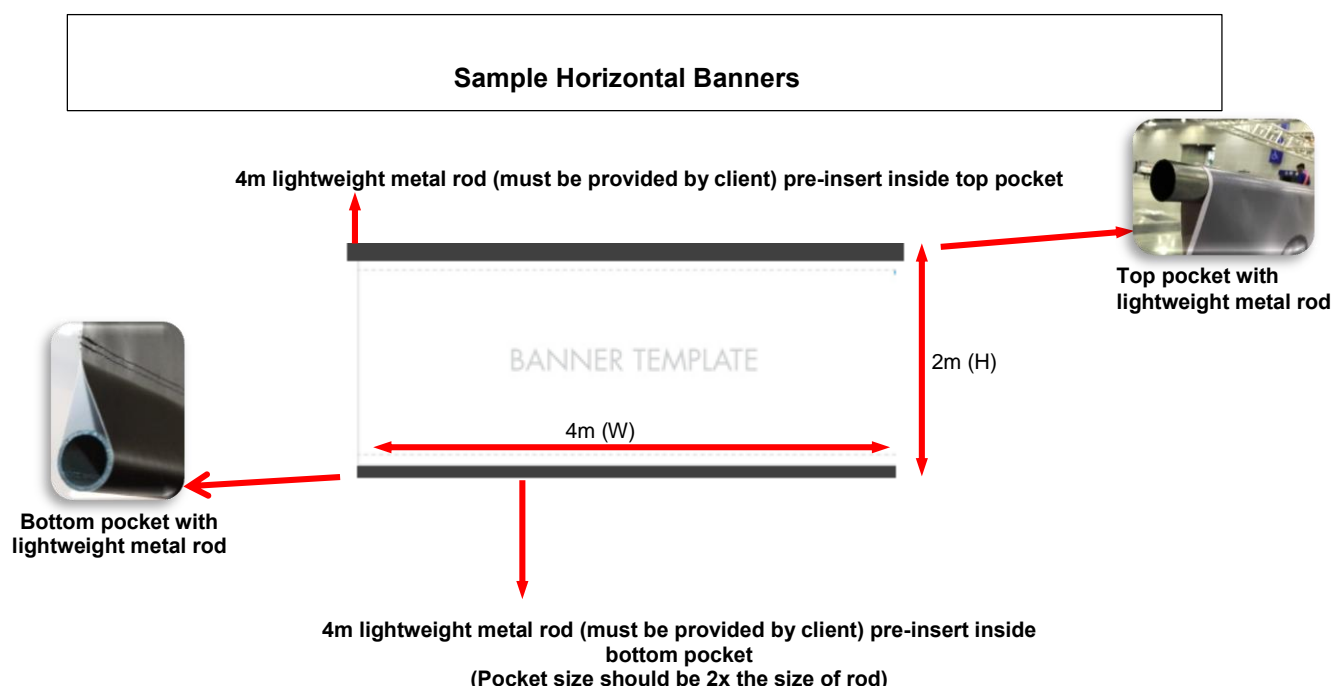 Sample Horizontal Banners
4m lightweight metal rod (must be provided by client) pre-insert inside top pocket
Top pocket with
lightweight metal rod
BANNER TEMPLATE
2m (H)
4m (W)
Bottom pocket with
lightweight metal rod
4m lightweight metal rod (must be provided by client) pre-insert inside
bottom pocket
(Pocket size should be 2x the size of rod)